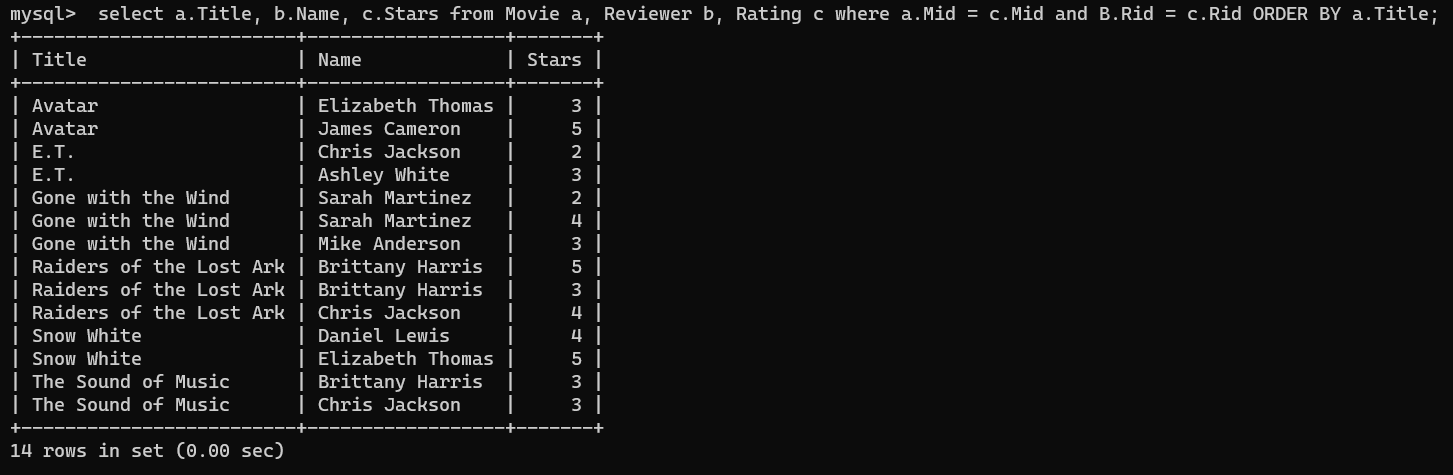 mysql>  select a.Title, b.Name, c.Stars from Movie a, Reviewer b, Rating c where a.Mid = c.Mid and B.Rid = c.Rid ORDER BY a.Title;
+-------------------------+------------------+-------+
| Title                   | Name             | Stars |
+-------------------------+------------------+-------+
| Avatar                  | Elizabeth Thomas |     3 |
| Avatar                  | James Cameron    |     5 |
| E.T.                    | Chris Jackson    |     2 |
| E.T.                    | Ashley White     |     3 |
| Gone with the Wind      | Sarah Martinez   |     2 |
| Gone with the Wind      | Sarah Martinez   |     4 |
| Gone with the Wind      | Mike Anderson    |     3 |
| Raiders of the Lost Ark | Brittany Harris  |     5 |
| Raiders of the Lost Ark | Brittany Harris  |     3 |
| Raiders of the Lost Ark | Chris Jackson    |     4 |
| Snow White              | Daniel Lewis     |     4 |
| Snow White              | Elizabeth Thomas |     5 |
| The Sound of Music      | Brittany Harris  |     3 |
| The Sound of Music      | Chris Jackson    |     3 |
+-------------------------+------------------+-------+
14 rows in set (0.00 sec)